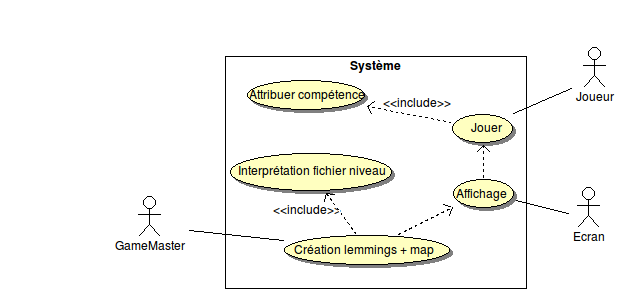 Système
Attribuer compétence
<<include>>
Joueur
Jouer
Interprétation fichier niveau
Affichage
<<include>>
GameMaster
Ecran
Création lemmings + map